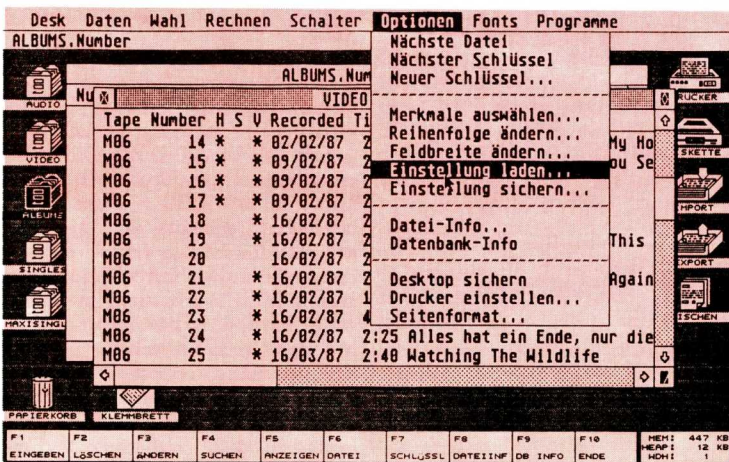 Desk Daten Wahl Rechnen Schalter Optionen Fonts Programme
ALBUMS.Number
Nächste Datei
Nächster Schlüssel
Neuer Schlüssel...
Merkmale auswählen...
Reihenfolge ändern...
Feldbreite ändern...
Einstellung laden...
Einstellung sichern...
Datei-Info...
Datenbank-Info
Desktop sichern
Drucker einstellen...
Seitenformat...
ALBUMS.Num
Nu
VIDEO
Tape Number H S V Recorded Ti
M06 14 * * 02/02/87 2 My Ho
M06 15 * * 09/02/87 2 ou Se
M06 16 * * 09/02/87 2
M06 17 * * 09/02/87 2
M06 18 * 16/02/87 2
M06 19 * 16/02/87 2 This
M06 20 16/02/87 2
M06 21 * 16/02/87 2 Again
M06 22 * 16/02/87 1
M06 23 * 16/02/87 4
M06 24 * 16/02/87 2:25 Alles hat ein Ende, nur die
M06 25 * 16/03/87 2:40 Watching The Wildlife
AUDIO
VIDEO
ALBUMS
SINGLES
MAXISINGL
RUCKER
SKETTE
MPORT
XPORT
ISCHEN
PAPIERKORB
KLEMMBRETT
F1 F2 F3 F4 F5 F6 F7 F8 F9 F10
EINGEBEN LöSCHEN äNDERN SUCHEN ANZEIGEN DATEI SCHLüSSL DATEIINF DB INFO ENDE
MEM: 447 KB
HEAP: 12 KB
WDH: 1